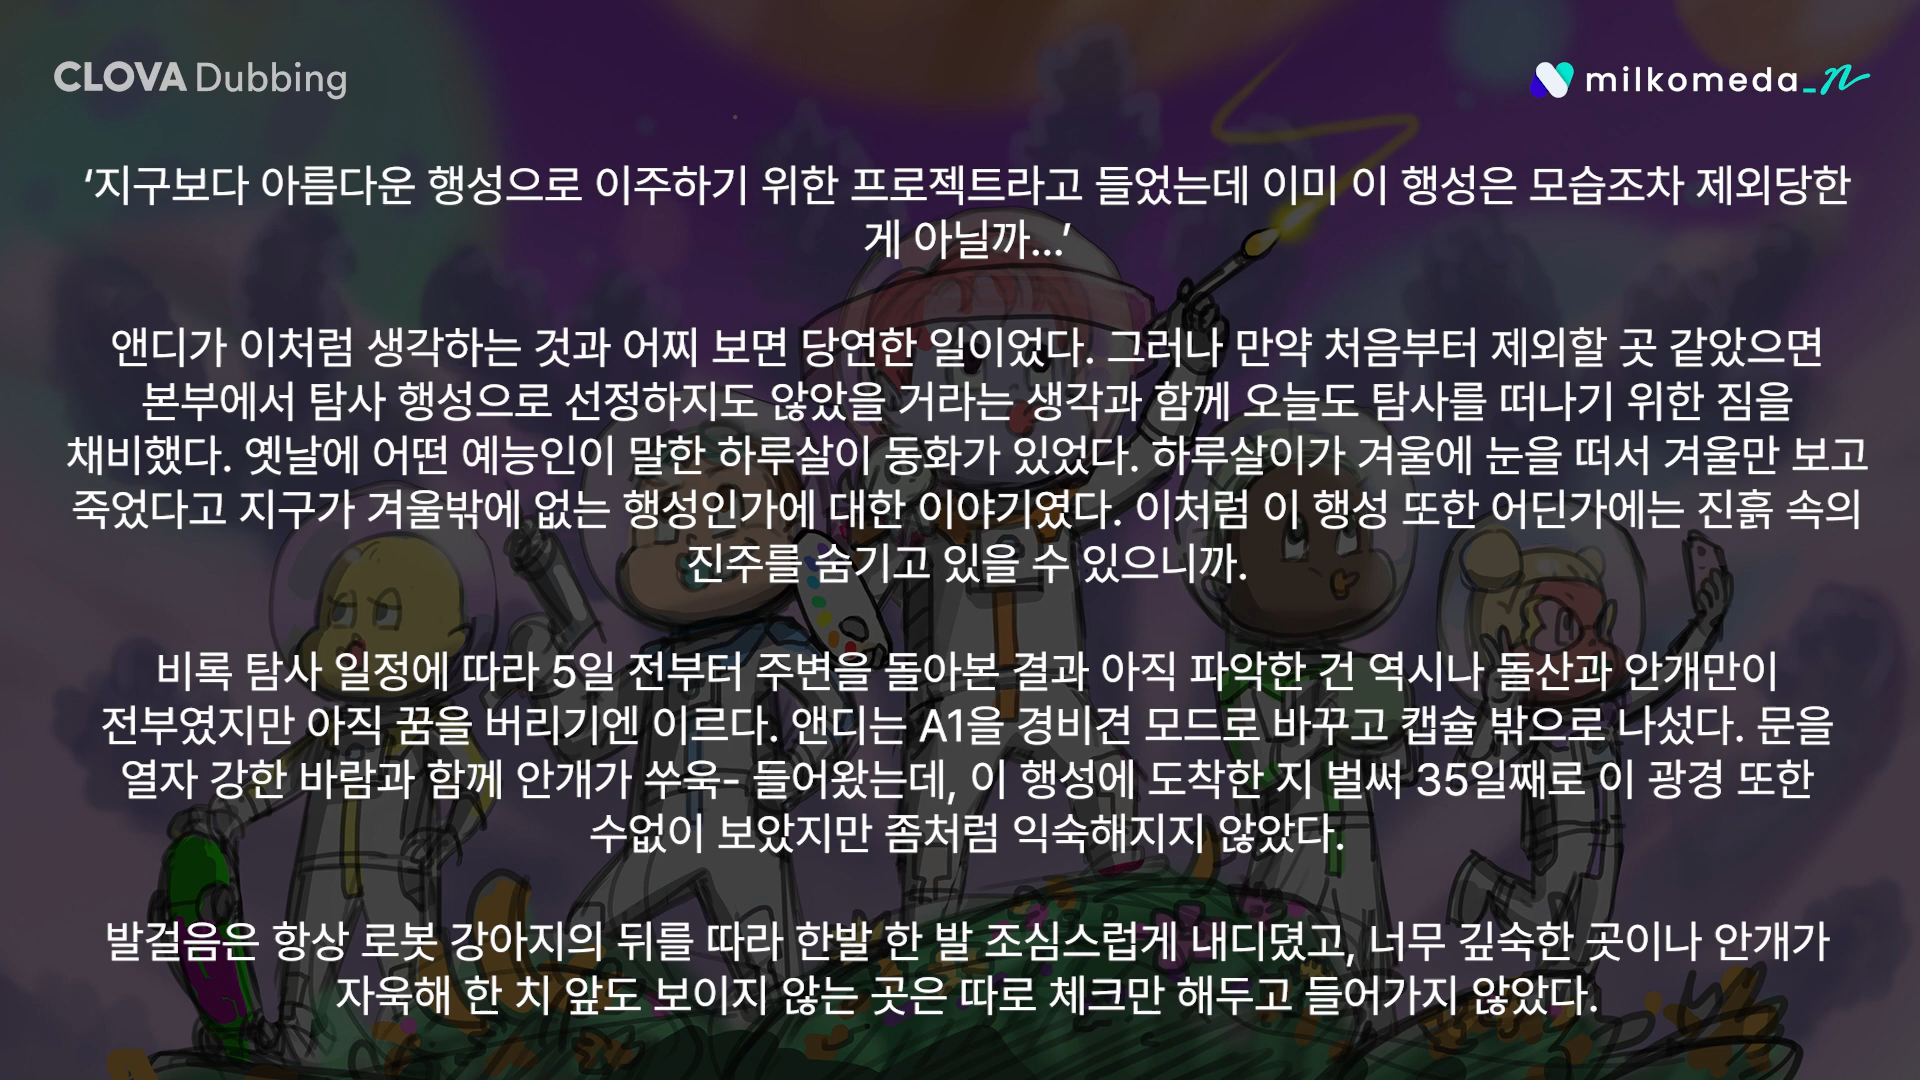 CLOVA Dubbing
milkomeda_n
‘지구보다 아름다운 행성으로 이주하기 위한 프로젝트라고 들었는데 이미 이 행성은 모습조차 제외당한
게 아닐까...’
앤디가 이처럼 생각하는 것과 어찌 보면 당연한 일이었다. 그러나 만약 처음부터 제외할 곳 같았으면
본부에서 탐사 행성으로 선정하지도 않았을 거라는 생각과 함께 오늘도 탐사를 떠나기 위한 짐을
채비했다. 옛날에 어떤 예능인이 말한 하루살이 동화가 있었다. 하루살이가 겨울에 눈을 떠서 겨울만 보고
죽었다고 지구가 겨울밖에 없는 행성인가에 대한 이야기였다. 이처럼 이 행성 또한 어딘가에는 진흙 속의
진주를 숨기고 있을 수 있으니까.
비록 탐사 일정에 따라 5일 전부터 주변을 돌아본 결과 아직 파악한 건 역시나 돌산과 안개만이
전부였지만 아직 꿈을 버리기엔 이르다. 앤디는 A1을 경비견 모드로 바꾸고 캡슐 밖으로 나섰다. 문을
열자 강한 바람과 함께 안개가 쑤욱- 들어왔는데, 이 행성에 도착한 지 벌써 35일째로 이 광경 또한
수없이 보았지만 좀처럼 익숙해지지 않았다.
발걸음은 항상 로봇 강아지의 뒤를 따라 한발 한 발 조심스럽게 내디뎠고, 너무 깊숙한 곳이나 안개가
자욱해 한 치 앞도 보이지 않는 곳은 따로 체크만 해두고 들어가지 않았다.